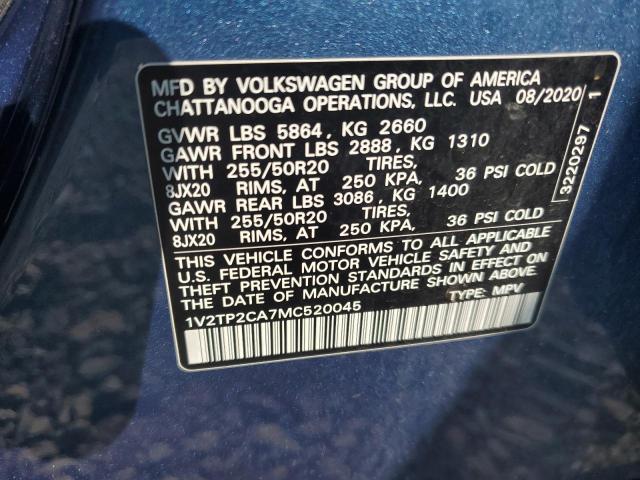 MFD BY VOLKSWAGEN GROUP OF AMERICA
CHATTANOOGA OPERATIONS, LLC. USA 08/2020
GVWR LBS 5864, KG 2660
GAWR FRONT LBS 2888, KG 1310
WITH 255/50R20 TIRES,
8JX20 RIMS, AT 250 KPA, 36 PSI COLD
GAWR REAR LBS 3086, KG 1400
WITH 255/50R20 TIRES,
8JX20 RIMS, AT 250 KPA, 36 PSI COLD
THIS VEHICLE CONFORMS TO ALL APPLICABLE
U.S. FEDERAL MOTOR VEHICLE SAFETY AND
THEFT PREVENTION STANDARDS IN EFFECT ON
THE DATE OF MANUFACTURE SHOWN ABOVE.
1V2TP2CA7MC520045 TYPE: MPV
3220297 1